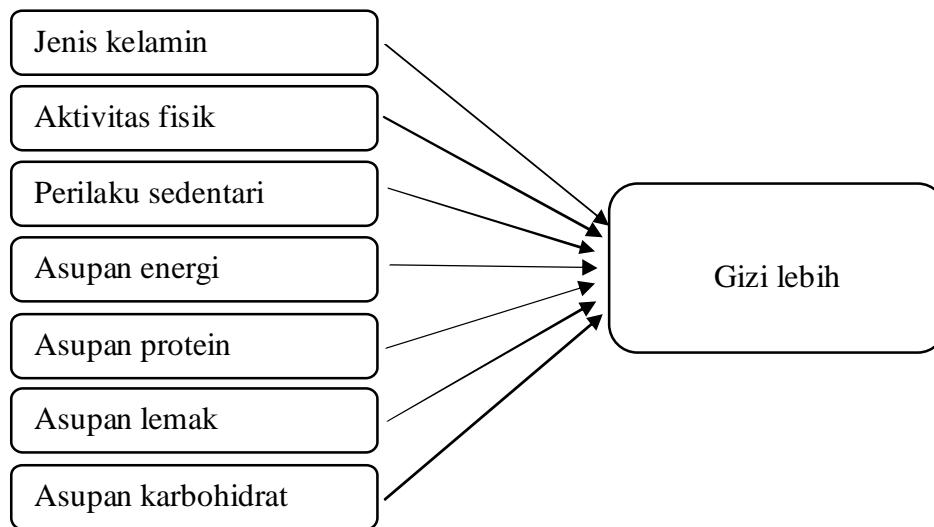 Jenis kelamin
Aktivitas fisik
Perilaku sedentari
Asupan energi
Asupan protein
Asupan lemak
Asupan karbohidrat
Gizi lebih